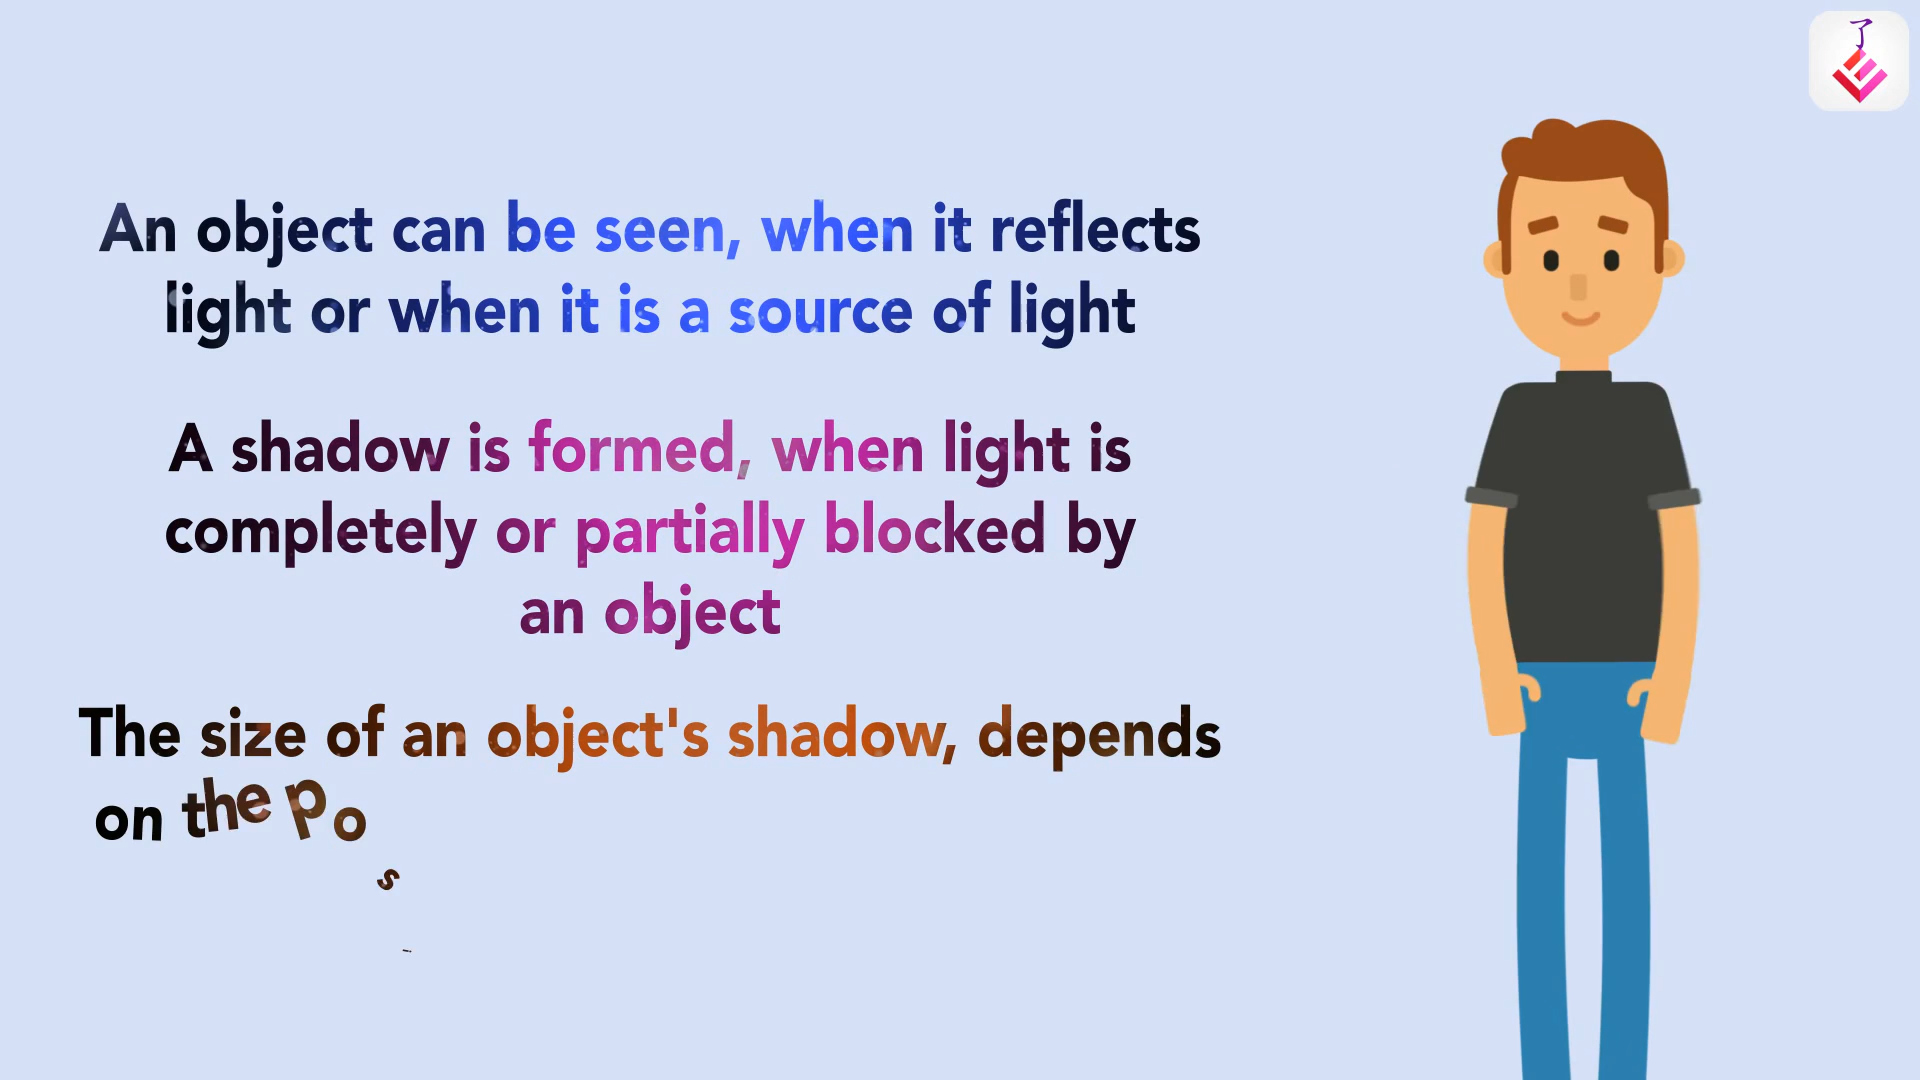 了
An object can be seen, when it reflects
light or when it is a source of light
A shadow is formed, when light is
completely or partially blocked by
an object
The size of an object's shadow, depends
on the pos